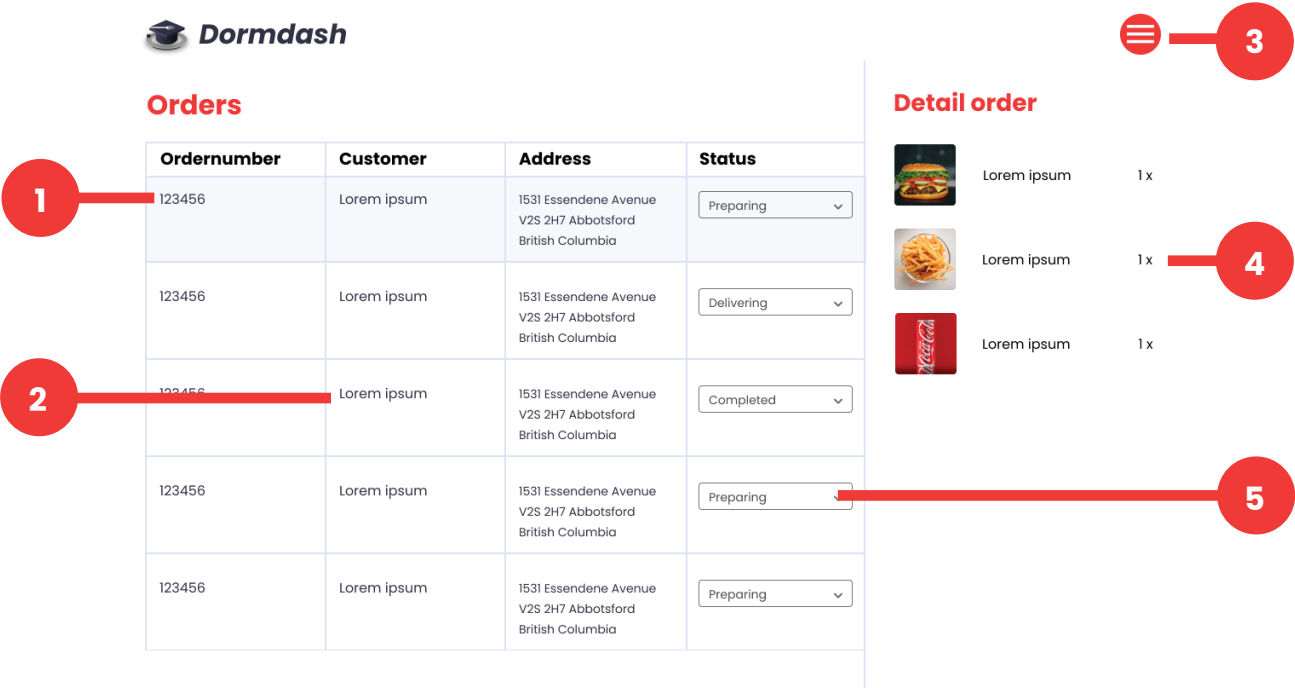 Dormdash
3
Orders
Detail order
Ordernumber Customer Address Status
1
123456 Lorem ipsum 1531 Essendene Avenue Preparing
V2S 2H7 Abbotsford
British Columbia
Lorem ipsum 1 x
123456 Lorem ipsum 1531 Essendene Avenue Delivering
V2S 2H7 Abbotsford
British Columbia
Lorem ipsum 1 x
4
2
123456 Lorem ipsum 1531 Essendene Avenue Completed
V2S 2H7 Abbotsford
British Columbia
Coca-Cola
Lorem ipsum 1 x
123456 Lorem ipsum 1531 Essendene Avenue Preparing
V2S 2H7 Abbotsford
British Columbia
5
123456 Lorem ipsum 1531 Essendene Avenue Preparing
V2S 2H7 Abbotsford
British Columbia